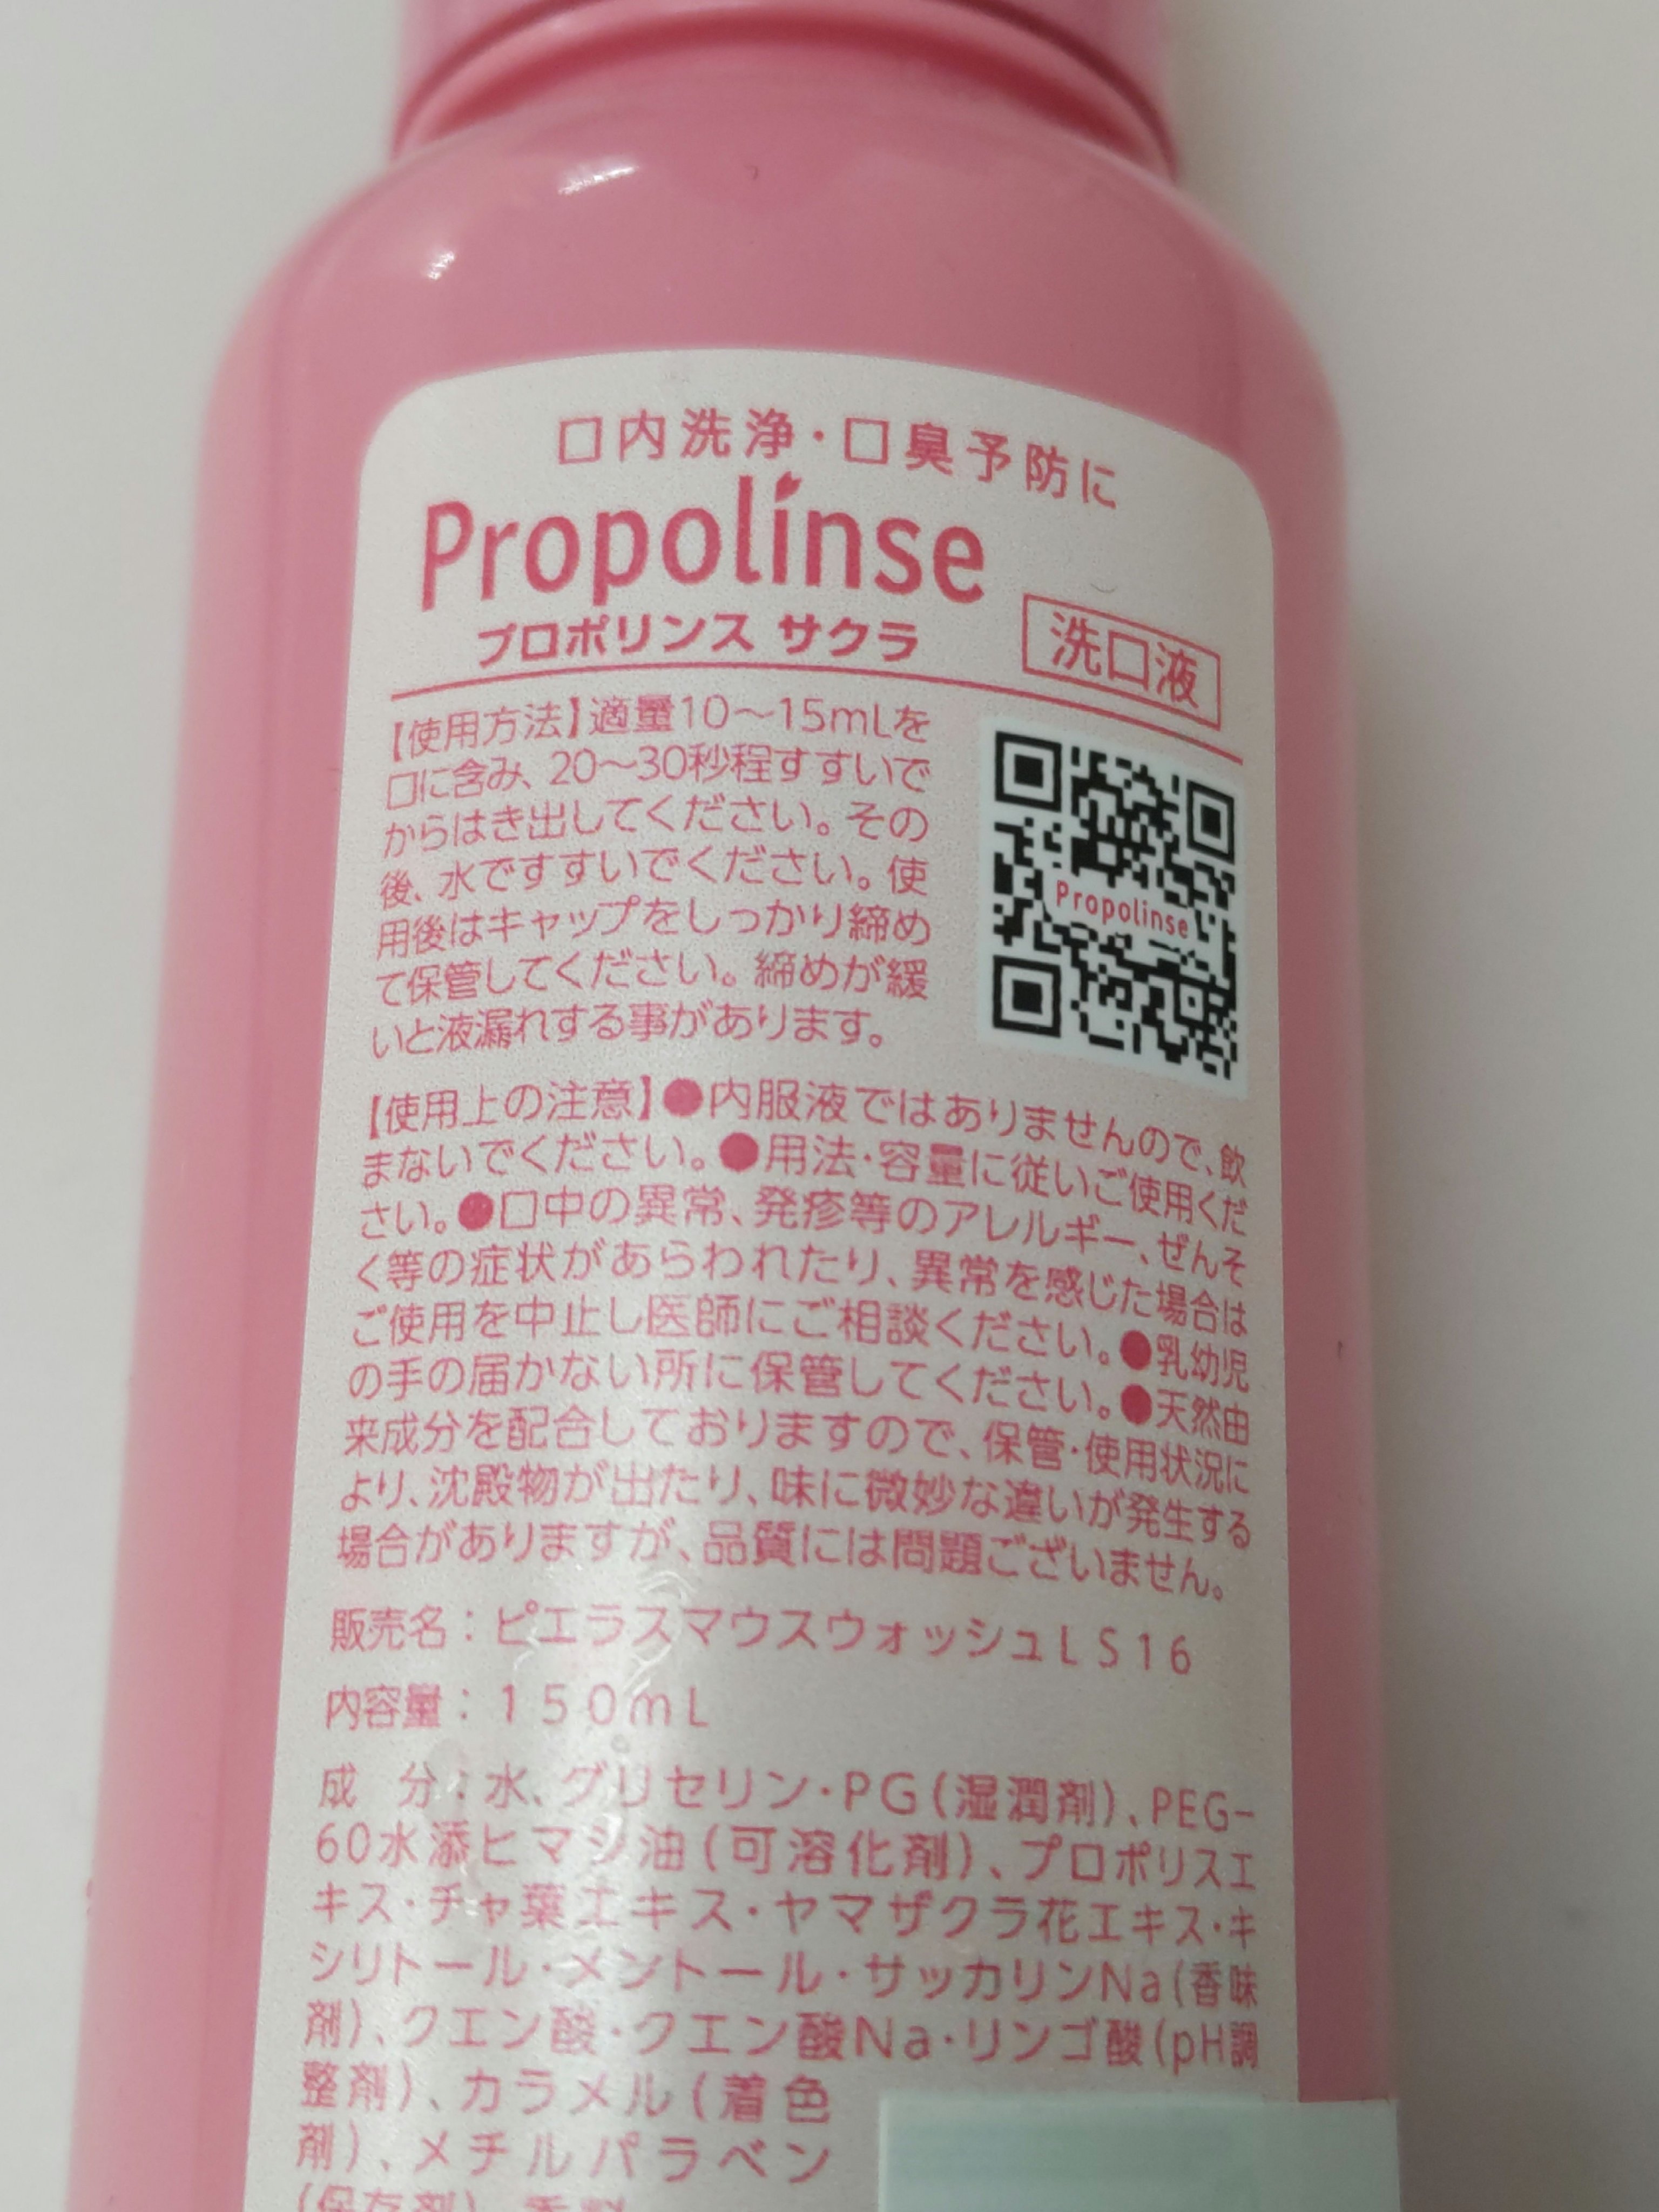 口内洗浄・口臭予防に
Propolinse
プロポリンス サクラ
洗口液
【使用方法】適量10〜15mLを
口に含み、20〜30秒程すすいで
からはき出してください。その
後、水ですすいでください。使
用後はキャップをしっかり締め
て保管してください。締めが緩
いと液漏れする事があります。
Propolinse
【使用上の注意】●内服液ではありませんので、飲
まないでください。●用法・容量に従いご使用くだ
さい。●口中の異常、発疹等のアレルギー、ぜんそ
く等の症状があらわれたり、異常を感じた場合は
ご使用を中止し医師にご相談ください。●乳幼児
の手の届かない所に保管してください。●天然由
来成分を配合しておりますので、保管・使用状況に
より、沈殿物が出たり、味に微妙な違いが発生する
場合がありますが、品質には問題ございません。
販売名：ピエラスマウスウォッシュLS16
内容量：150mL
成 分：水、グリセリン・PG(湿潤剤)、PEG-
60水添ヒマシ油(可溶化剤)、プロポリスエ
キス・チャ葉エキス・ヤマザクラ花エキス・キ
シリトール・メントール・サッカリンNa(香味
剤)、クエン酸・クエン酸Na・リンゴ酸(pH調
整剤)、カラメル(着色
剤)、メチルパラベン
(保存剤)、香料